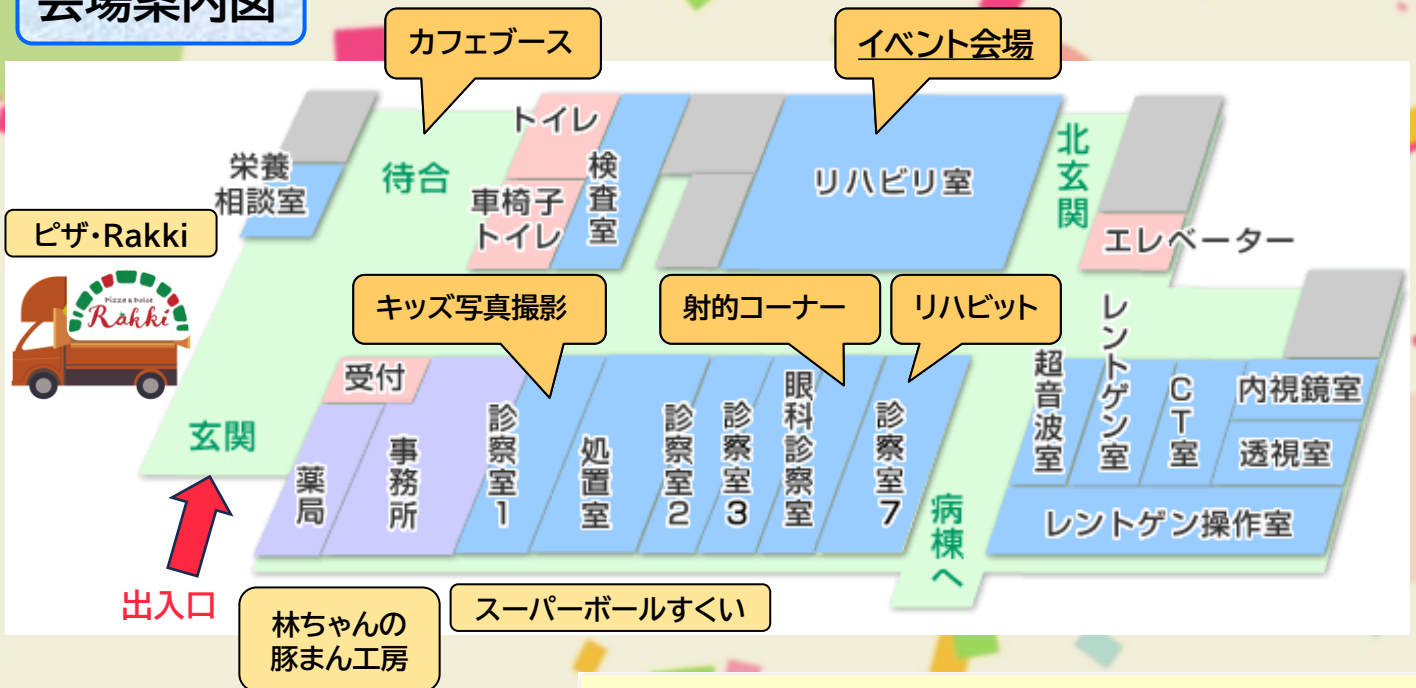 会場案内図
カフェブース
イベント会場
トイレ
検査室
栄養
相談室
待合
車椅子
トイレ
リハビリ室
北玄関
エレベーター
ピザ・Rakki
Pizza & Dolce
Rakki
キッズ写真撮影
射的コーナー
リハビット
受付
玄関
薬局
事務所
診察室1
処置室
診察室2
診察室3
眼科診察室
診察室7
病棟へ
超音波室
レントゲン室
CT室
内視鏡室
透視室
レントゲン操作室
出入口
林ちゃんの
豚まん工房
スーパーボールすくい